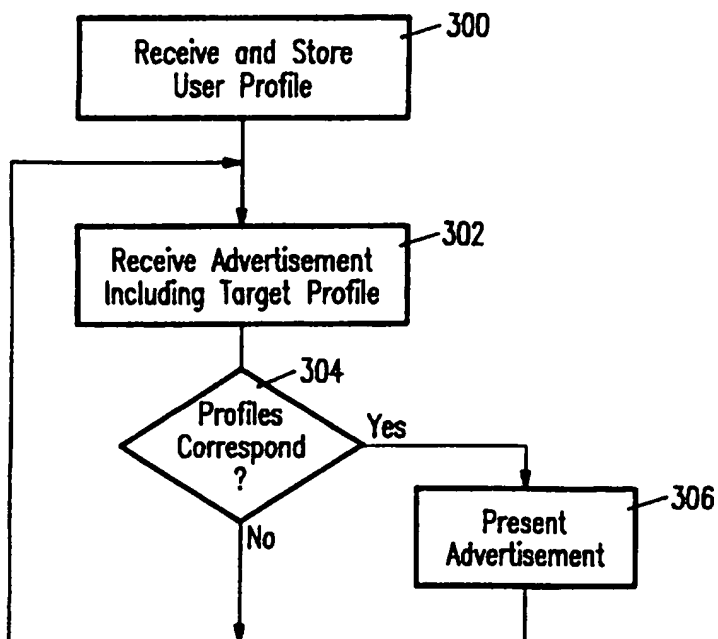 300
Receive and Store
User Profile
302
Receive Advertisement
Including Target Profile
304
Profiles
Correspond
?
Yes
No
306
Present
Advertisement